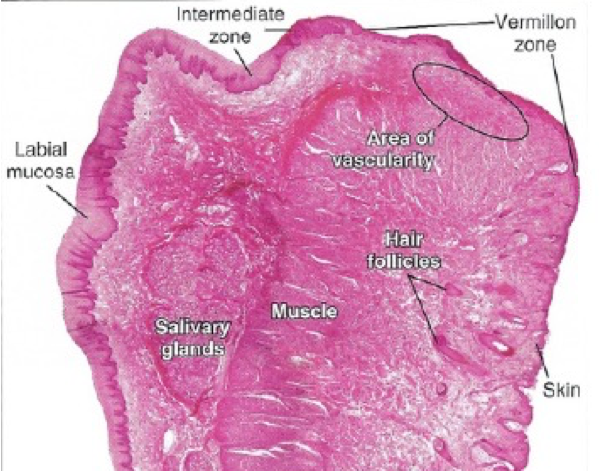 Intermediate
zone
Vermillon
zone
Area of
vascularity
Labial
mucosa
Hair
follicles
Muscle
Salivary
glands
Skin